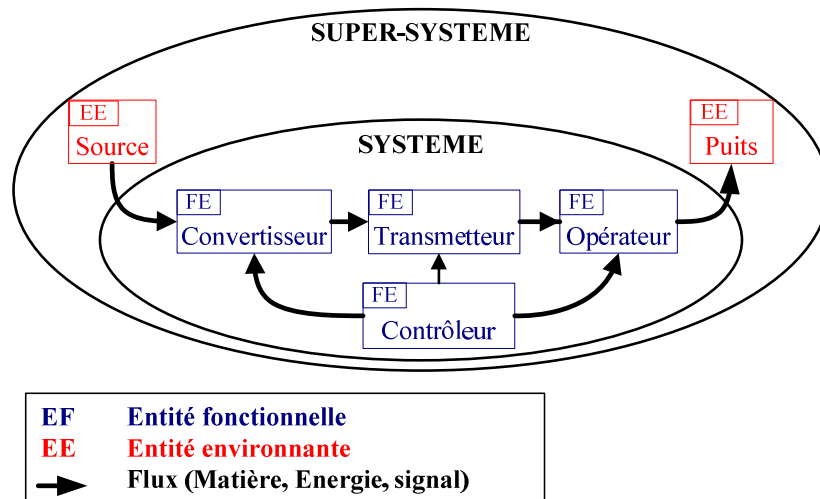 SUPER-SYSTEME
EE
Source
EE
Puits
SYSTEME
FE
Convertisseur
FE
Transmetteur
FE
Opérateur
FE
Contrôleur
EF Entité fonctionnelle
EE Entité environnante
Flux (Matière, Energie, signal)